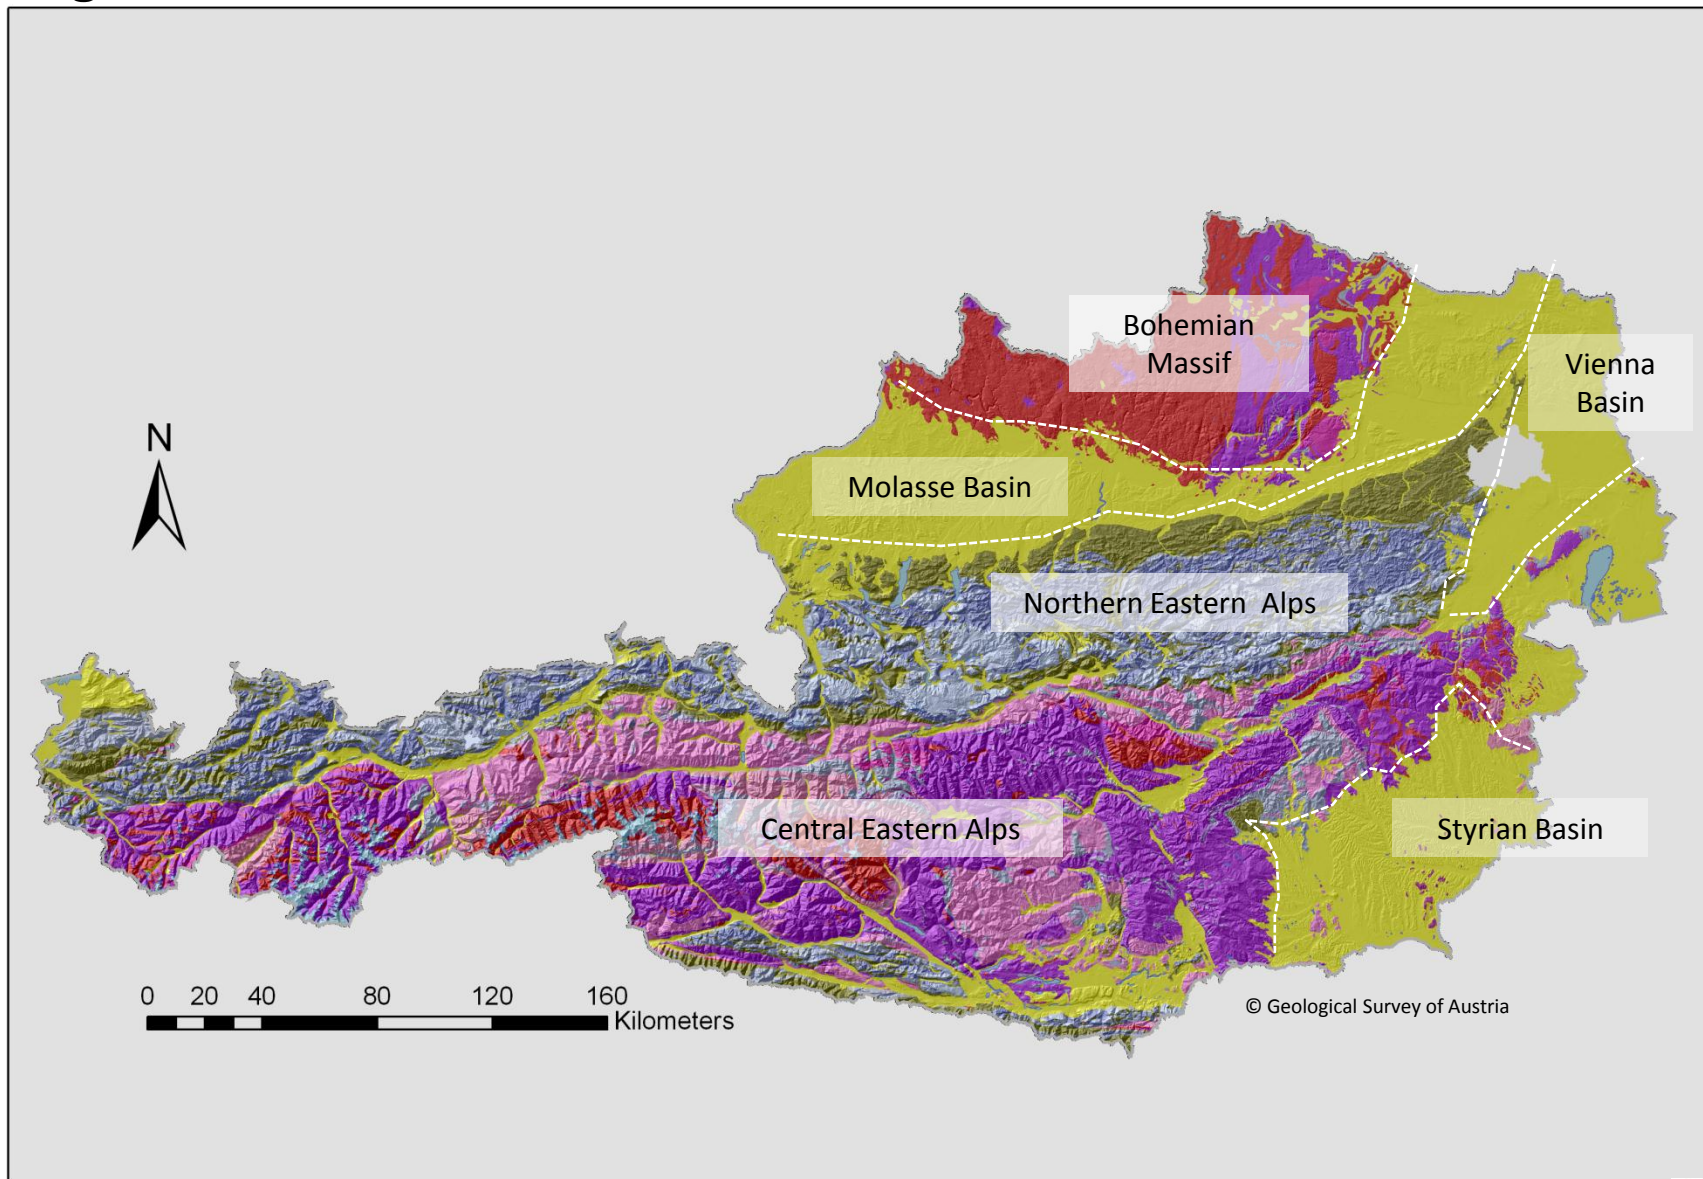 Bohemian
Massif
Vienna
Basin
N
Molasse Basin
Northern Eastern Alps
Central Eastern Alps
Styrian Basin
0 20 40 80 120 160
Kilometers
© Geological Survey of Austria